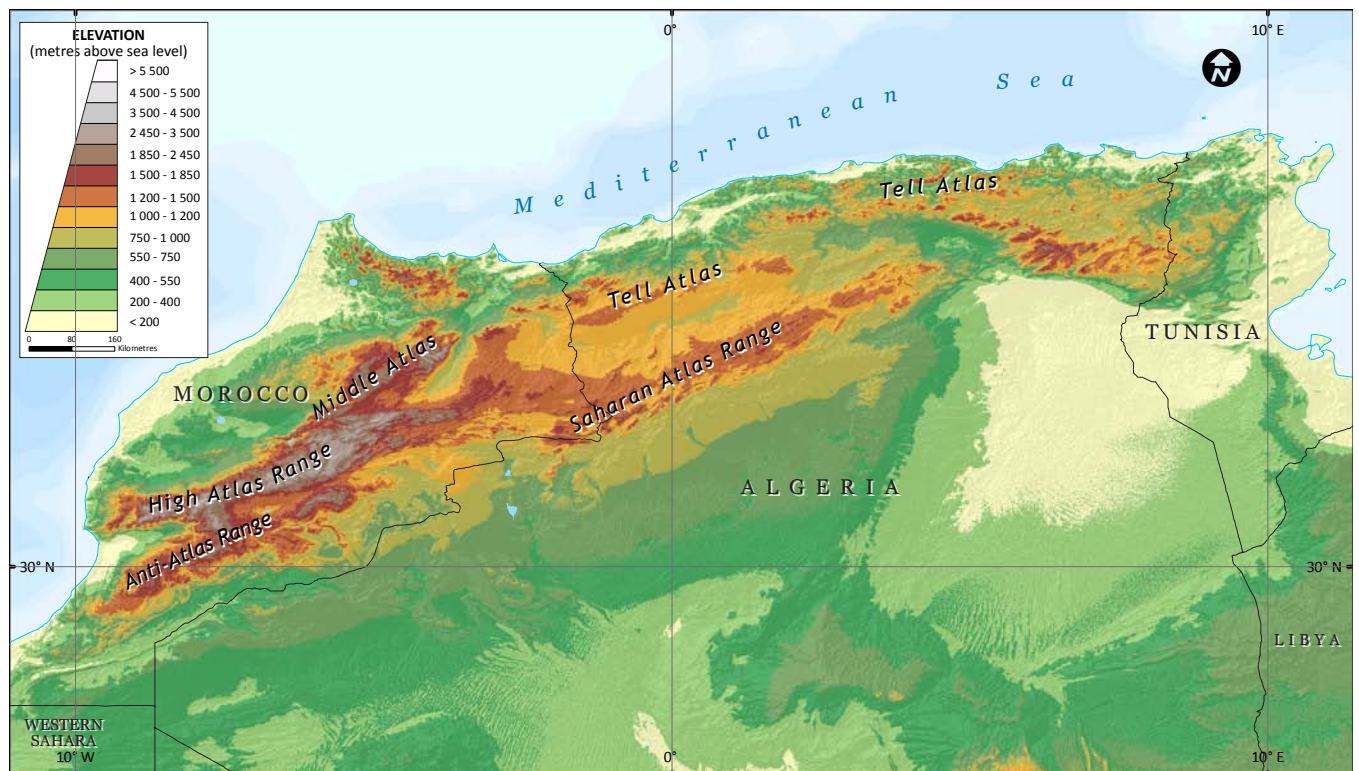 ELEVATION
(metres above sea level)
> 5 500
4 500 - 5 500
3 500 - 4 500
2 450 - 3 500
1 850 - 2 450
1 500 - 1 850
1 200 - 1 500
1 000 - 1 200
750 - 1 000
550 - 750
400 - 550
200 - 400
< 200
0 80 160
Kilometres
0°
10° E
N
Mediterranean Sea
Tell Atlas
Tell Atlas
TUNISIA
Middle Atlas
Saharan Atlas Range
MOROCCO
High Atlas Range
ALGERIA
Anti-Atlas Range
30° N
30° N
LIBYA
WESTERN
SAHARA
10° W
0°
10° E